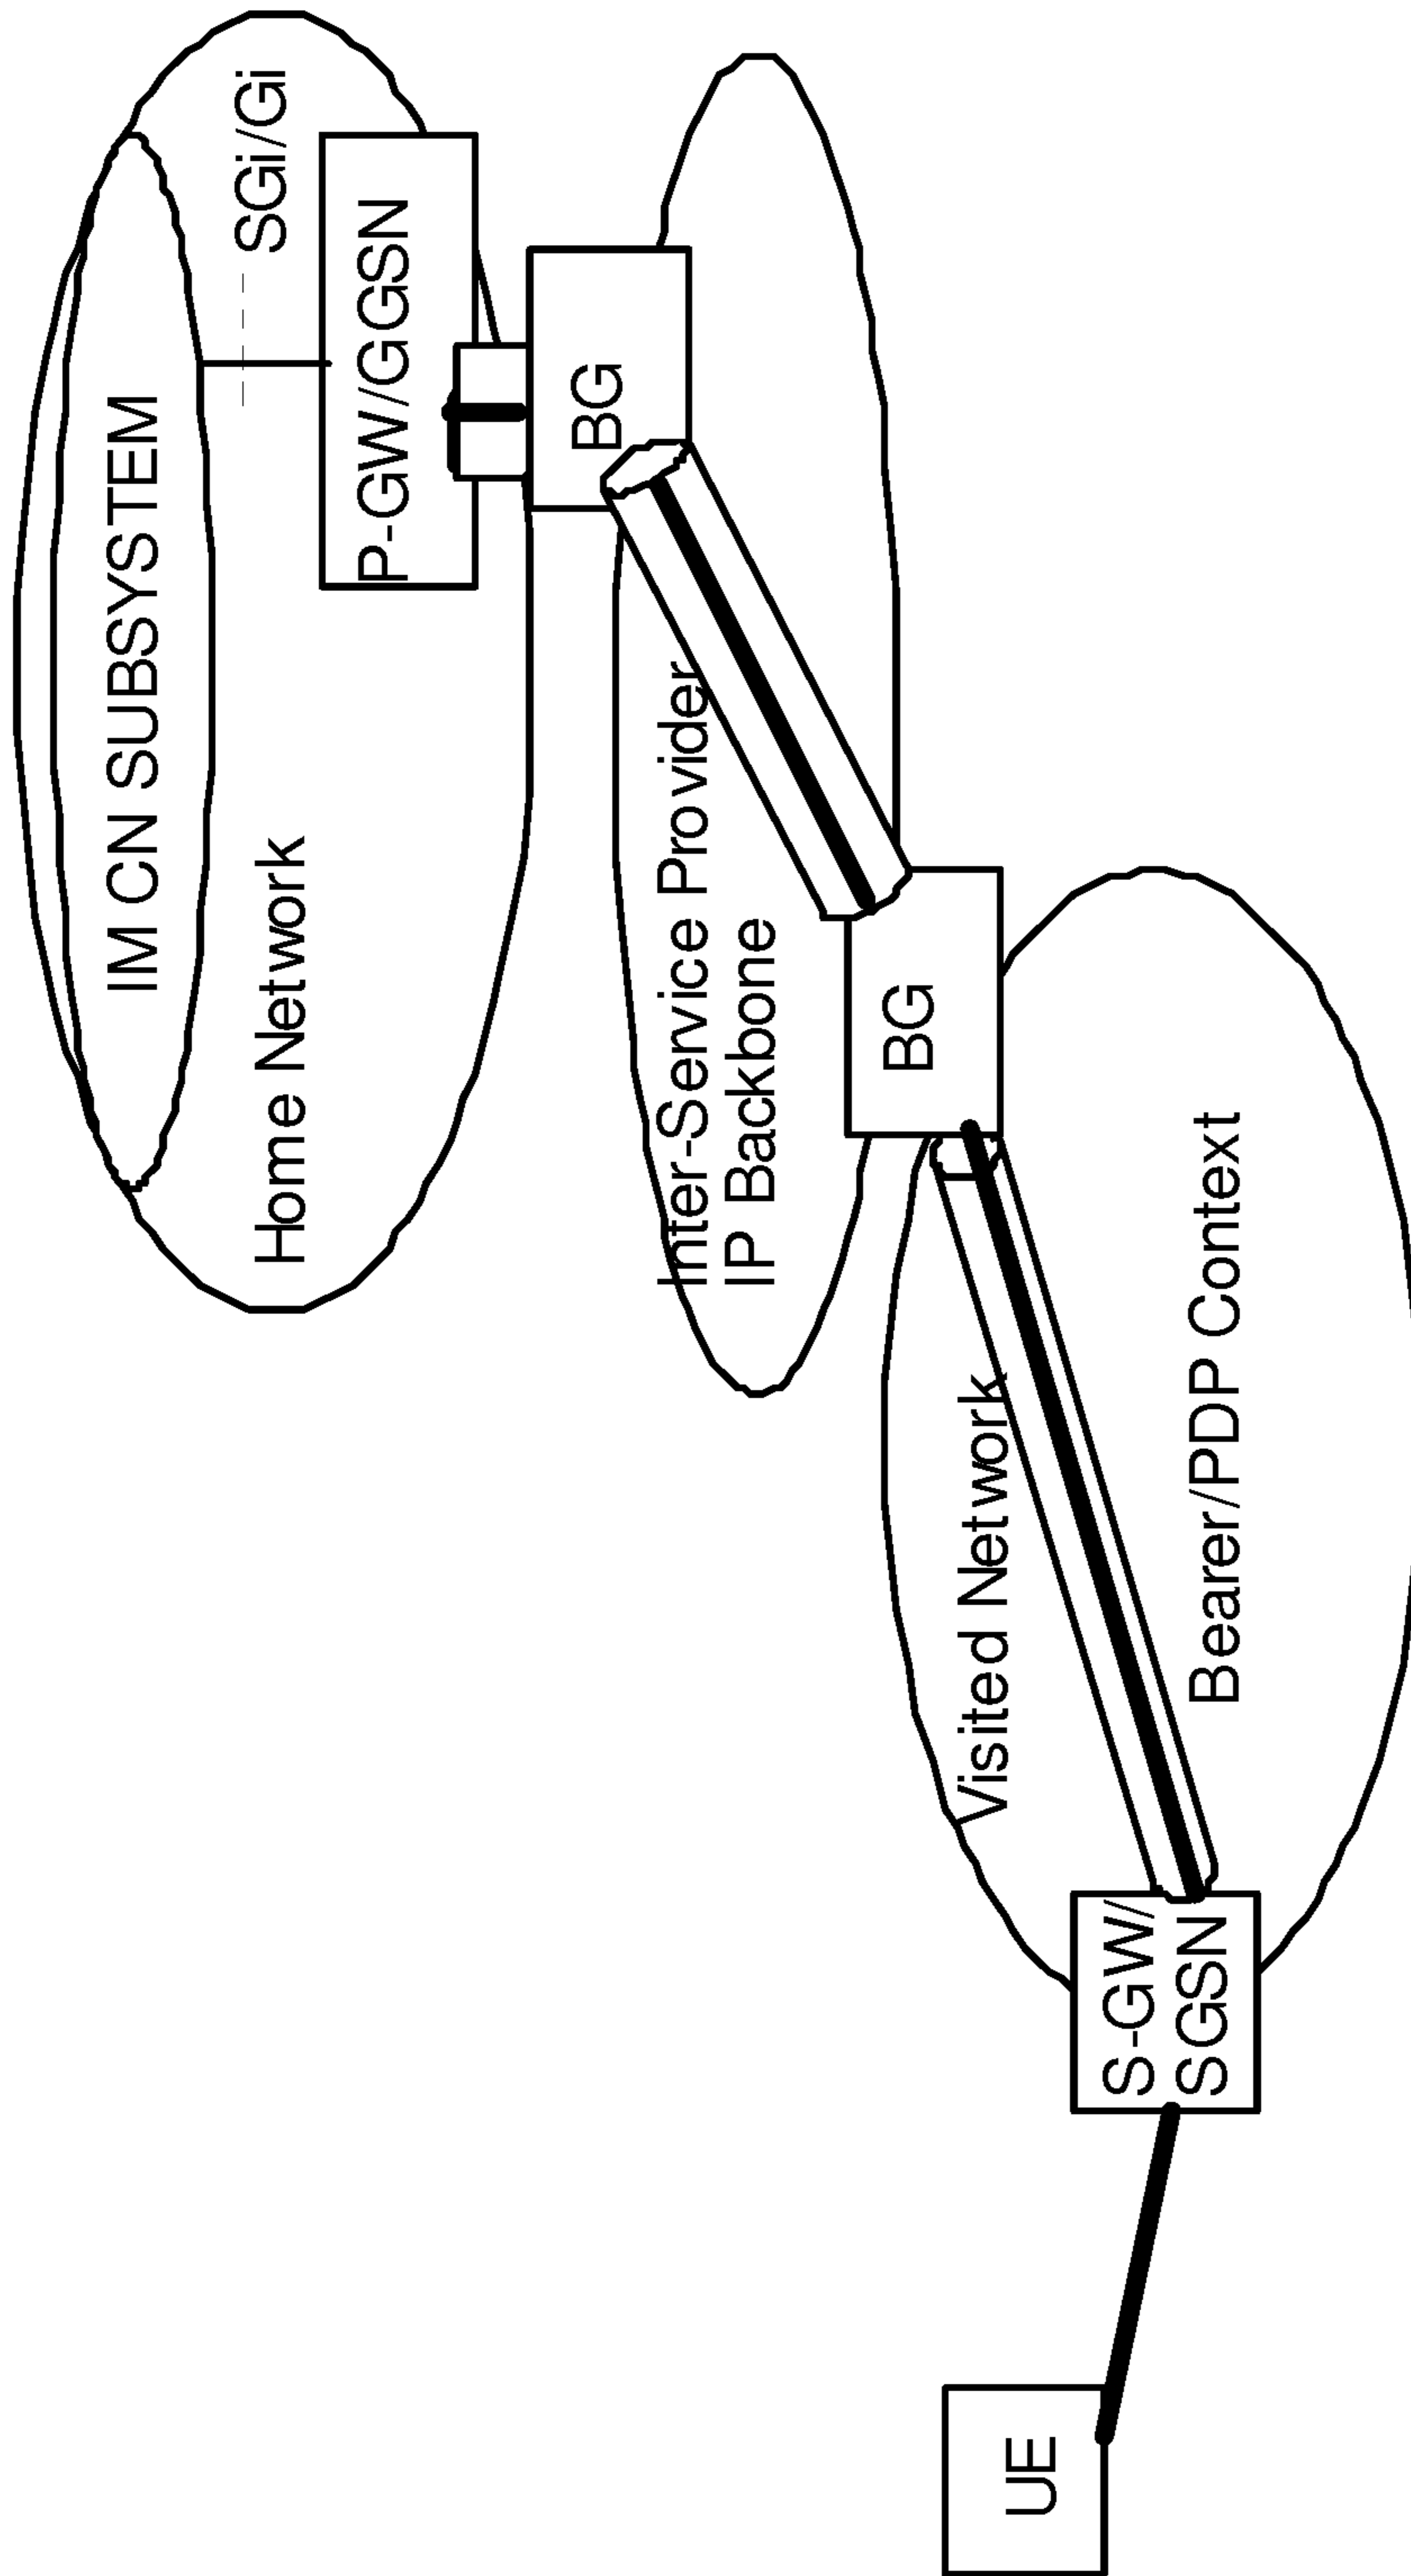 IM CN SUBSYSTEM
SGi/Gi
Home Network
P-GW/GGSN
BG
Inter-Service Provider
IP Backbone
BG
Visited Network
Bearer/PDP Context
S-GW/
SGSN
UE